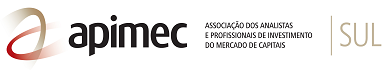 apimec
ASSOCIAÇÃO DOS ANALISTAS
E PROFISSIONAIS DE INVESTIMENTO
DO MERCADO DE CAPITAIS
SUL